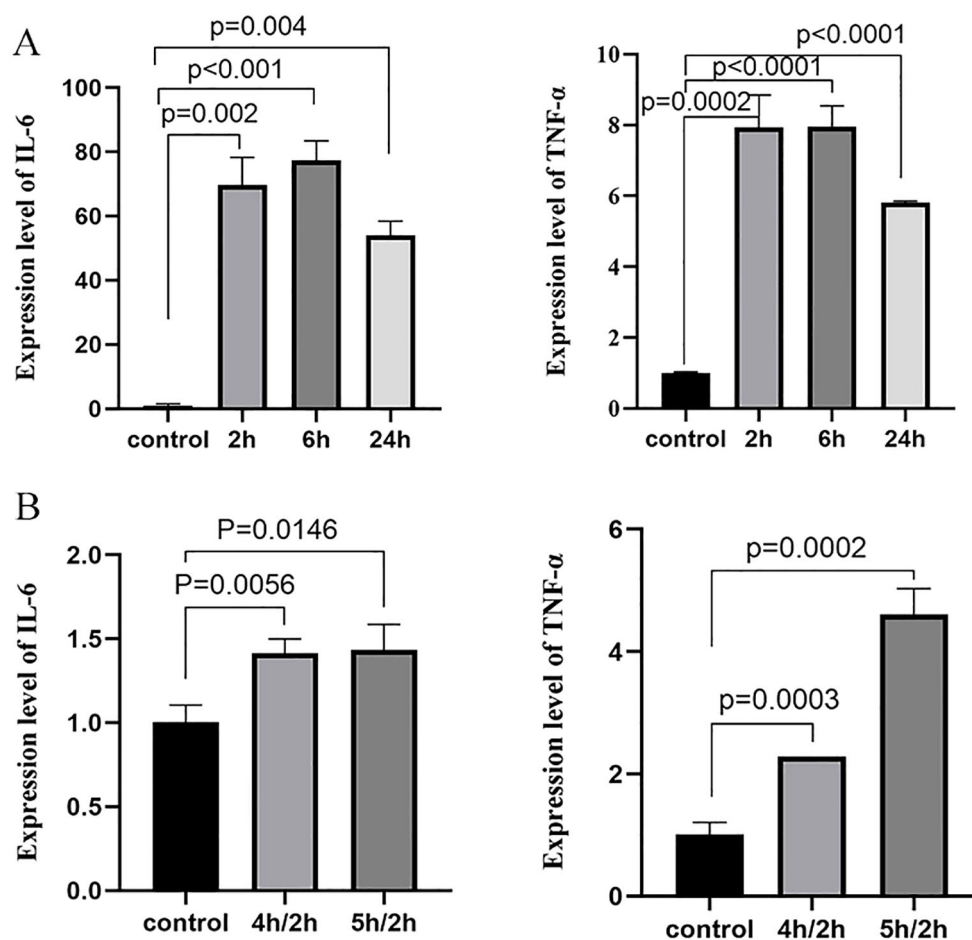 A
p=0.004
p<0.001
p=0.002
Expression level of IL-6
100
80
60
40
20
0
control 2h 6h 24h
p<0.0001
p<0.0001
p=0.0002
Expression level of TNF-α
10
8
6
4
2
0
control 2h 6h 24h
B
P=0.0146
P=0.0056
Expression level of IL-6
2.0
1.5
1.0
0.5
0.0
control 4h/2h 5h/2h
p=0.0002
p=0.0003
Expression level of TNF-α
6
4
2
0
control 4h/2h 5h/2h